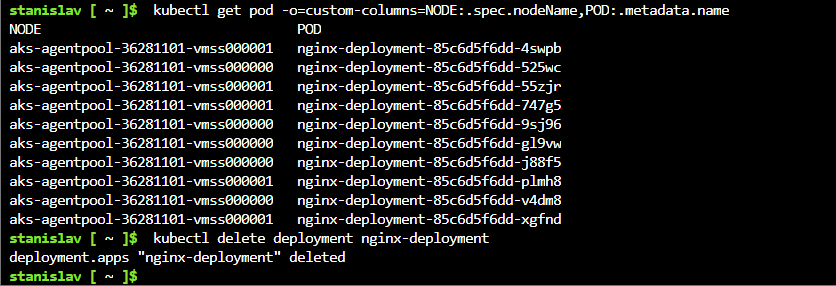 stanislav [ ~ ]$  kubectl get pod -o=custom-columns=NODE:.spec.nodeName,POD:.metadata.name
NODE                                POD
aks-agentpool-36281101-vmss000001   nginx-deployment-85c6d5f6dd-4swpb
aks-agentpool-36281101-vmss000000   nginx-deployment-85c6d5f6dd-525wc
aks-agentpool-36281101-vmss000001   nginx-deployment-85c6d5f6dd-55zjr
aks-agentpool-36281101-vmss000001   nginx-deployment-85c6d5f6dd-747g5
aks-agentpool-36281101-vmss000000   nginx-deployment-85c6d5f6dd-9sj96
aks-agentpool-36281101-vmss000000   nginx-deployment-85c6d5f6dd-gl9vw
aks-agentpool-36281101-vmss000000   nginx-deployment-85c6d5f6dd-j88f5
aks-agentpool-36281101-vmss000001   nginx-deployment-85c6d5f6dd-plmh8
aks-agentpool-36281101-vmss000000   nginx-deployment-85c6d5f6dd-v4dm8
aks-agentpool-36281101-vmss000001   nginx-deployment-85c6d5f6dd-xgfnd
stanislav [ ~ ]$  kubectl delete deployment nginx-deployment
deployment.apps "nginx-deployment" deleted
stanislav [ ~ ]$